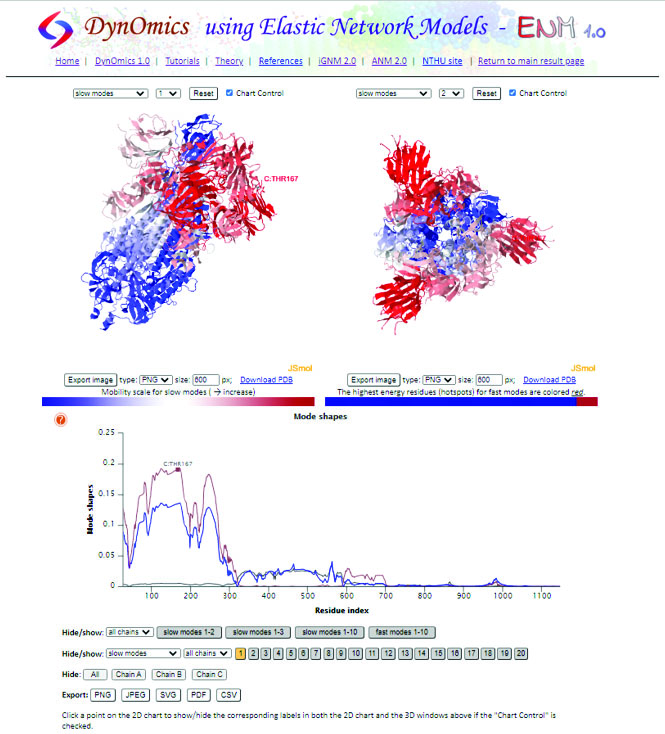 DynOmics using Elastic Network Models - ENM 1.0
Home | DynOmics 1.0 | Tutorials | Theory | References | iGNM 2.0 | ANM 2.0 | NTHU site | Return to main result page
slow modes 1 Reset Chart Control slow modes 2 Reset Chart Control
C:THR167
JSmol JSmol
Export image type: PNG size: 600 px; Download PDB Export image type: PNG size: 600 px; Download PDB
Mobility scale for slow modes ( → increase) The highest energy residues (hotspots) for fast modes are colored red.
?
Mode shapes
0.25
C:THR167
0.2
0.15
Mode shapes
0.1
0.05
0
100 200 300 400 500 600 700 800 900 1000 1100
Residue index
Hide/show: all chains slow modes 1-2 slow modes 1-3 slow modes 1-10 fast modes 1-10
Hide/show: slow modes all chains 1 2 3 4 5 6 7 8 9 10 11 12 13 14 15 16 17 18 19 20
Hide: All Chain A Chain B Chain C
Export: PNG JPEG SVG PDF CSV
Click a point on the 2D chart to show/hide the corresponding labels in both the 2D chart and the 3D windows above if the "Chart Control" is
checked.